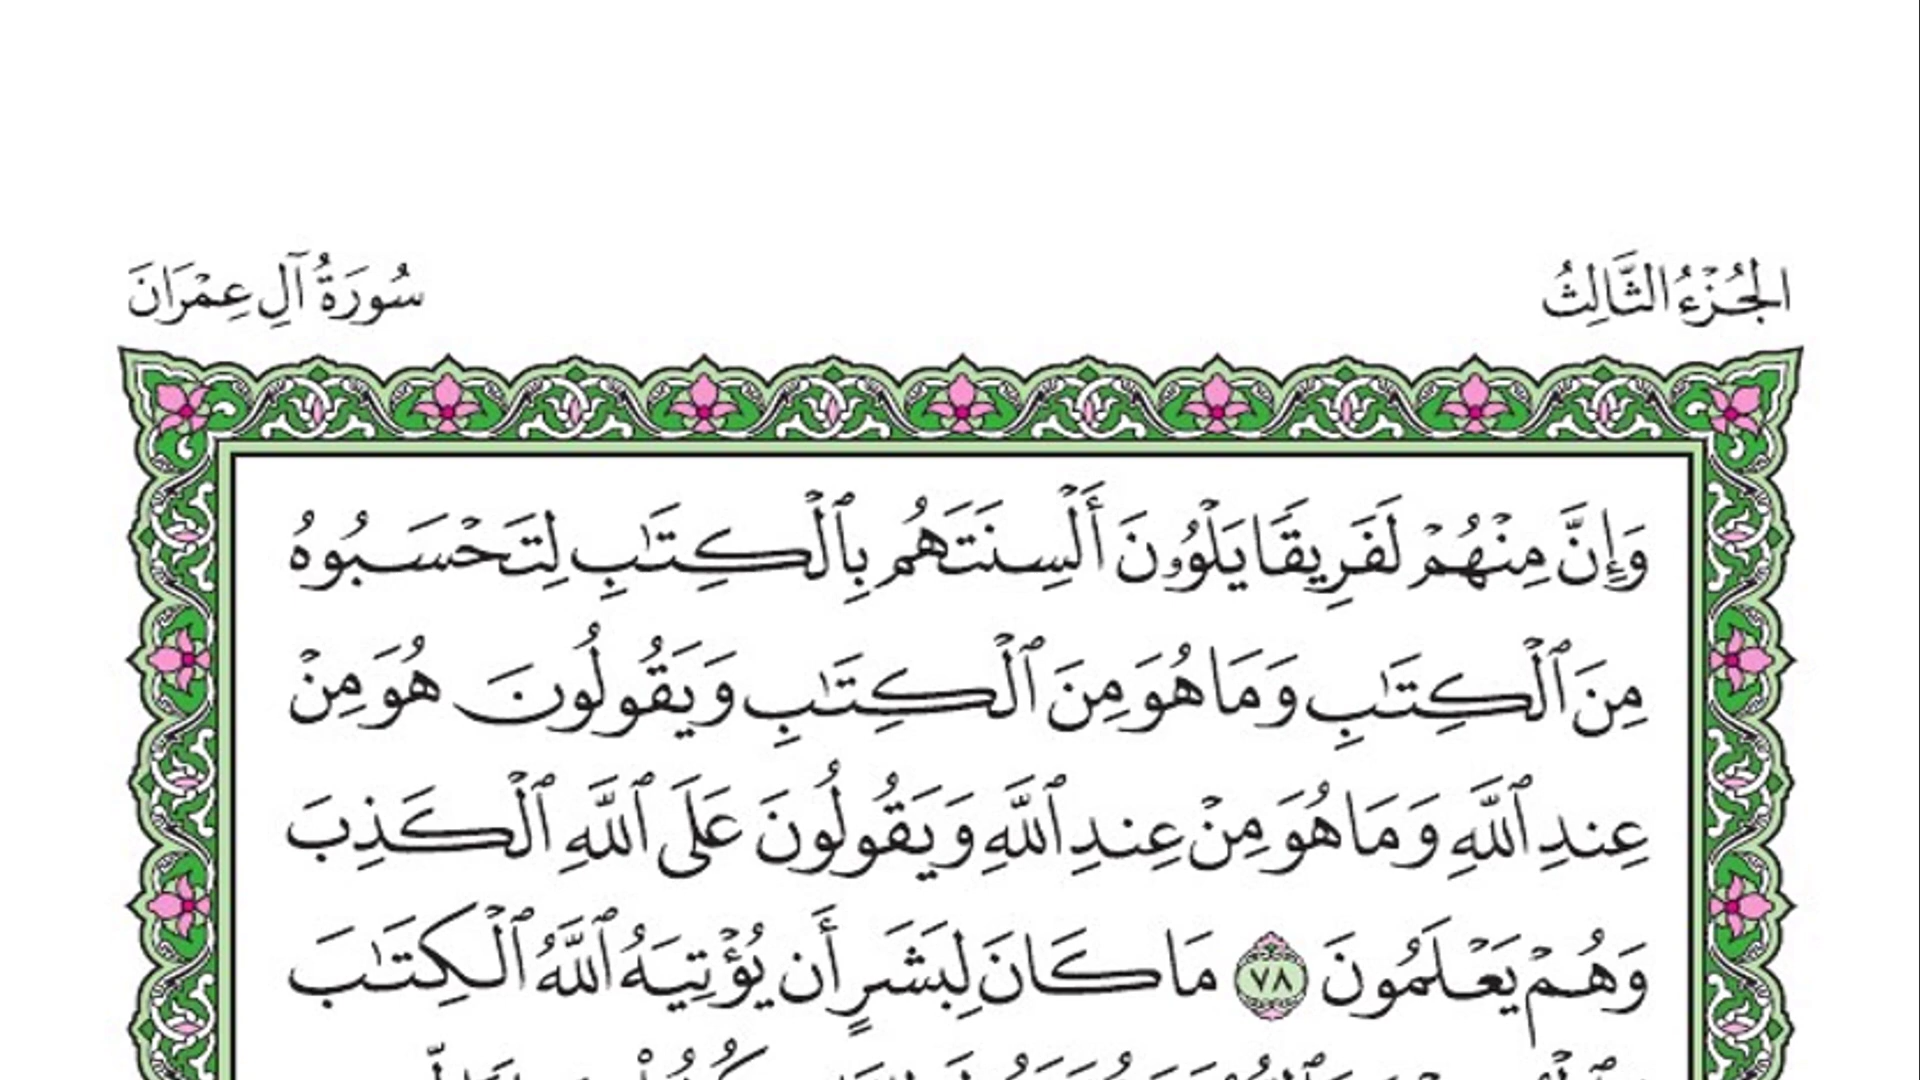 الجُزْءُ الثَّالِثُ
سُورَةُ آلِ عِمْرَانَ
وَإِنَّ مِنْهُمْ لَفَرِيقًا يَلْوُۥنَ أَلْسِنَتَهُم بِٱلْكِتَٰبِ لِتَحْسَبُوهُ
مِنَ ٱلْكِتَٰبِ وَمَا هُوَ مِنَ ٱلْكِتَٰبِ وَيَقُولُونَ هُوَ مِنْ
عِندِ ٱللَّهِ وَمَا هُوَ مِنْ عِندِ ٱللَّهِ وَيَقُولُونَ عَلَى ٱللَّهِ ٱلْكَذِبَ
وَهُمْ يَعْلَمُونَ ٧٨ مَا كَانَ لِبَشَرٍ أَن يُؤْتِيَهُ ٱللَّهُ ٱلْكِتَٰبَ